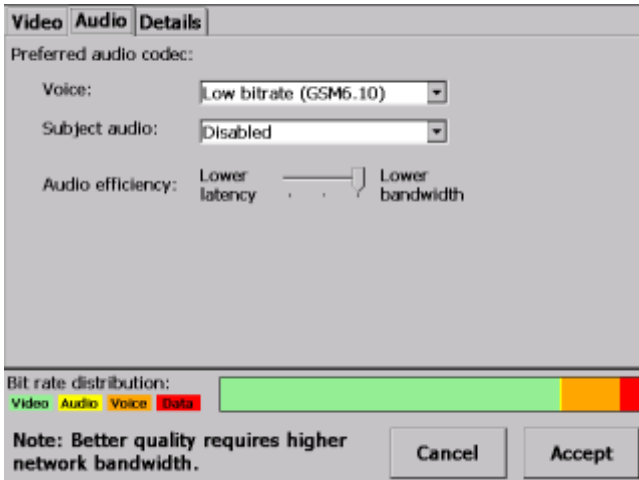 Video Audio Details
Preferred audio codec:
Voice: Low bitrate (GSM6.10)
Subject audio: Disabled
Audio efficiency: Lower latency Lower bandwidth
Bit rate distribution:
Video Audio Voice Data
Note: Better quality requires higher
network bandwidth.
Cancel Accept